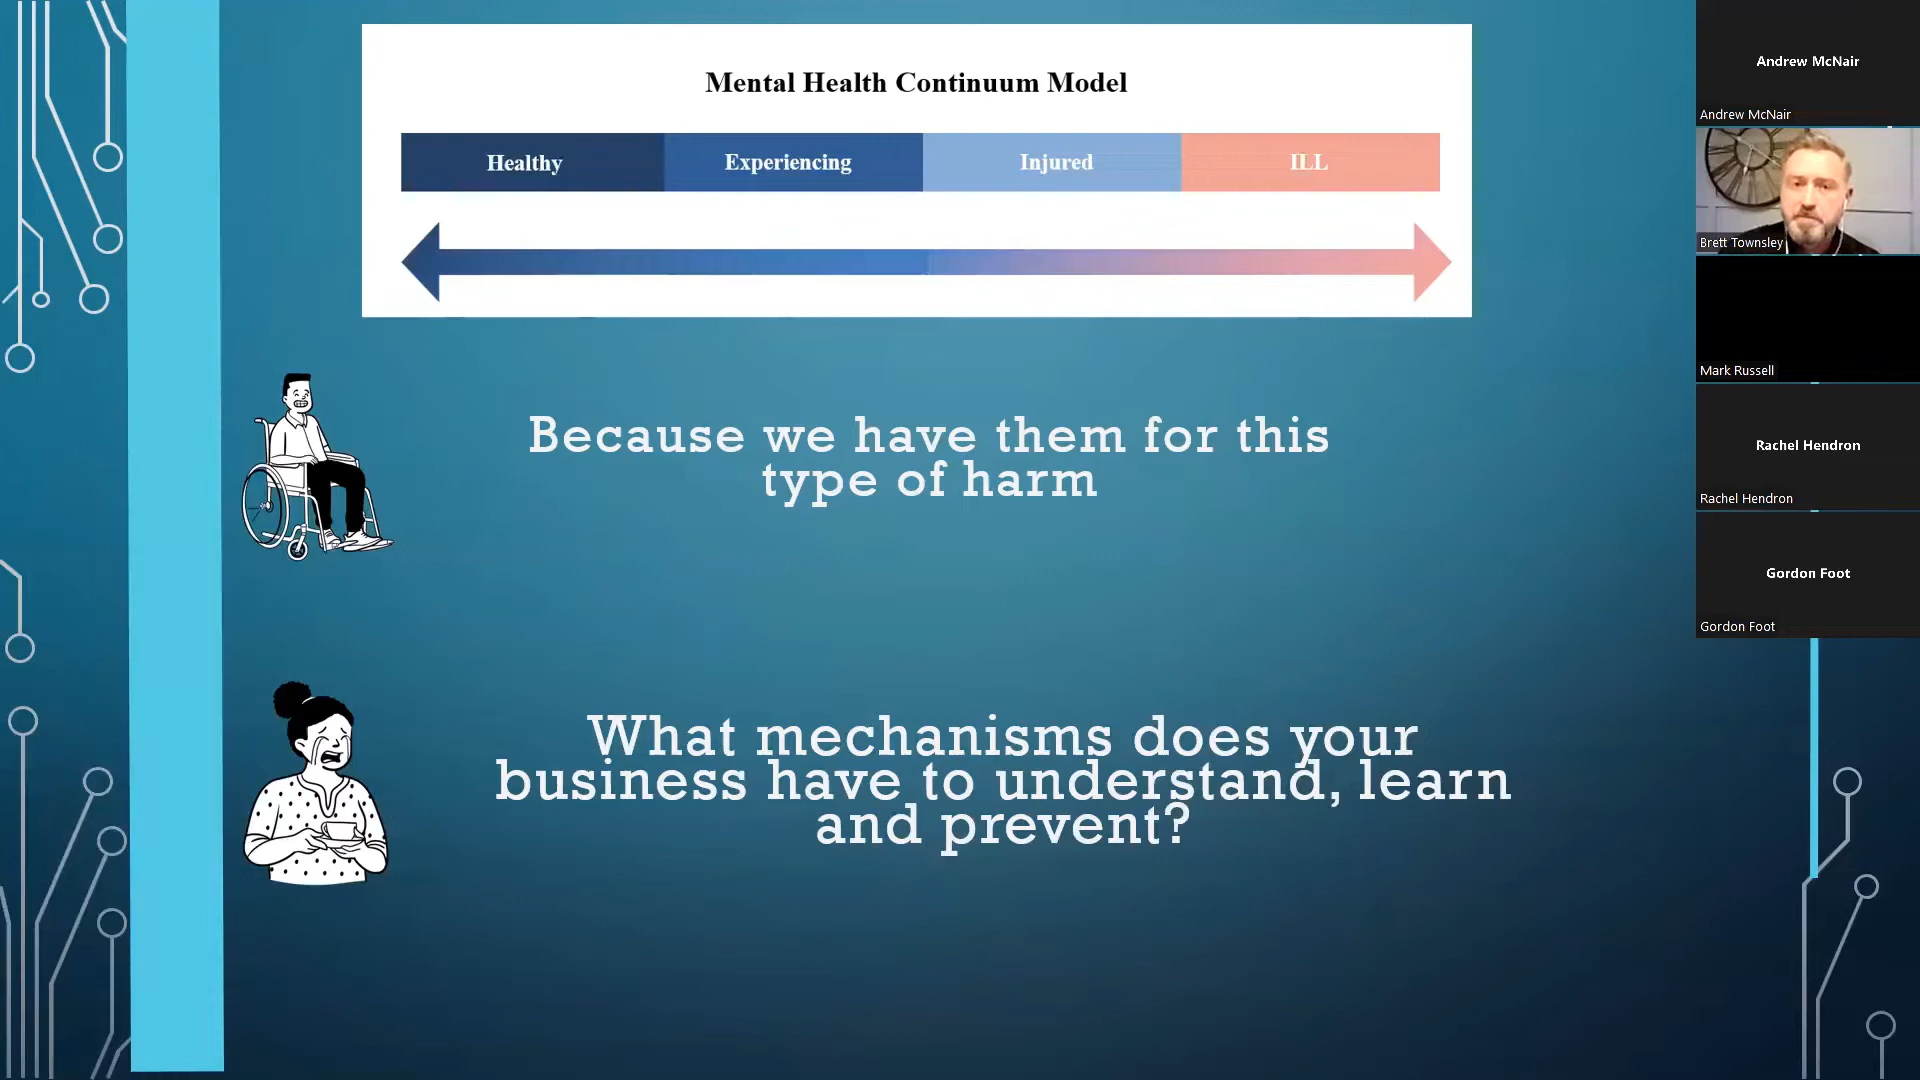 Mental Health Continuum Model
Healthy
Experiencing
Injured
ILL
Because we have them for this
type of harm
What mechanisms does your
business have to understand, learn
and prevent?
Andrew McNair
Andrew McNair
Brett Townsley
Mark Russell
Rachel Hendron
Rachel Hendron
Gordon Foot
Gordon Foot